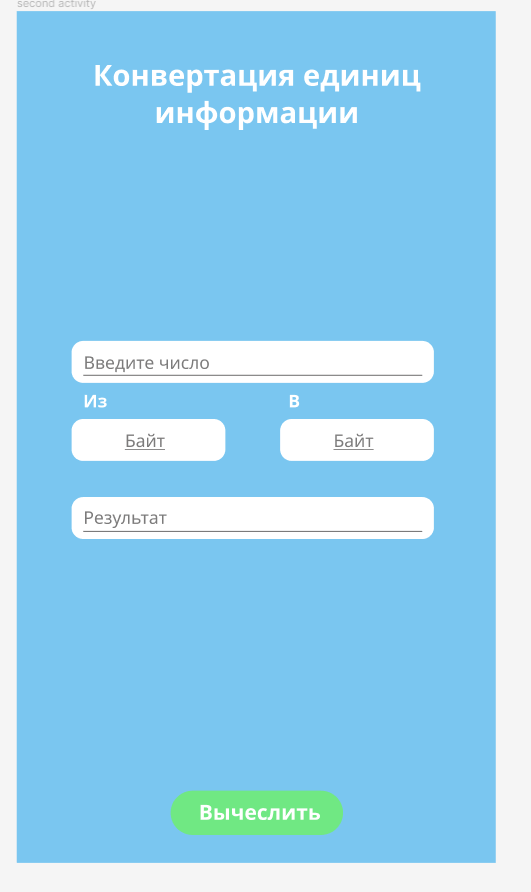 second activity
Конвертация единиц
информации
Введите число
Из
В
Байт
Байт
Результат
Вычеслить